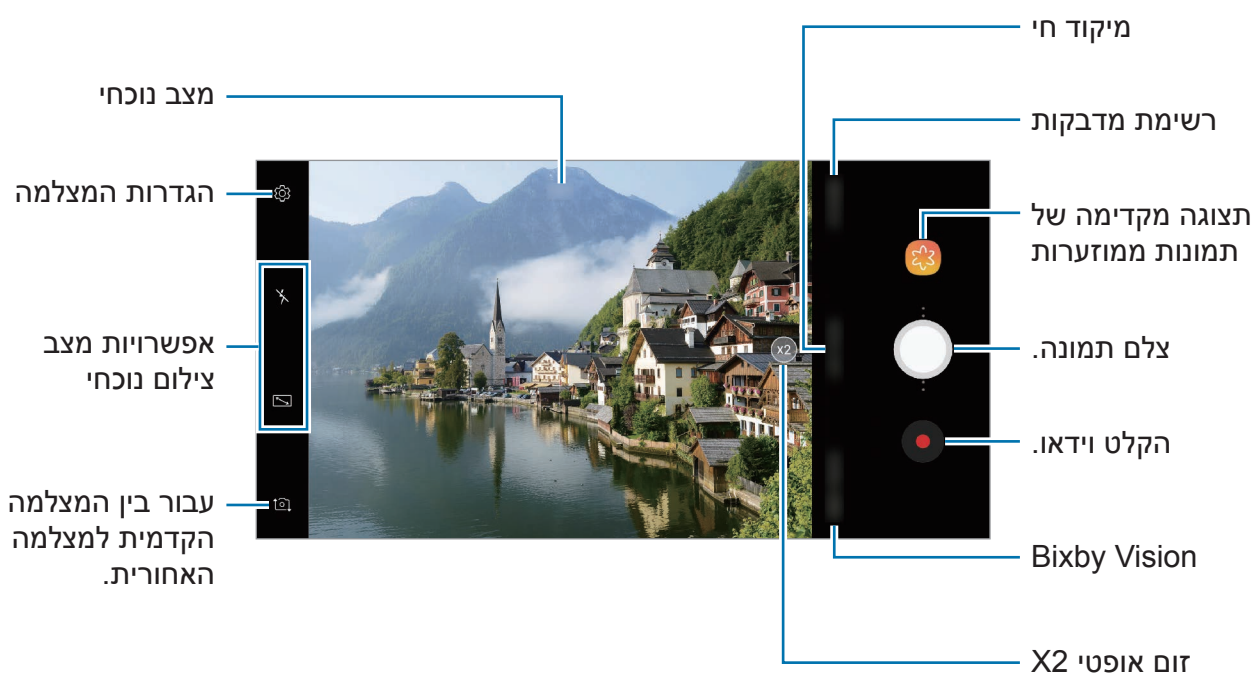 מיקוד חי
מצב נוכחי
רשימת מדבקות
הגדרות המצלמה
תצוגה מקדימה של
תמונות ממוזערות
אפשרויות מצב
צילום נוכחי
X2
צלם תמונה.
הקלט וידאו.
עבור בין המצלמה
הקדמית למצלמה
האחורית.
Bixby Vision
זום אופטי X2